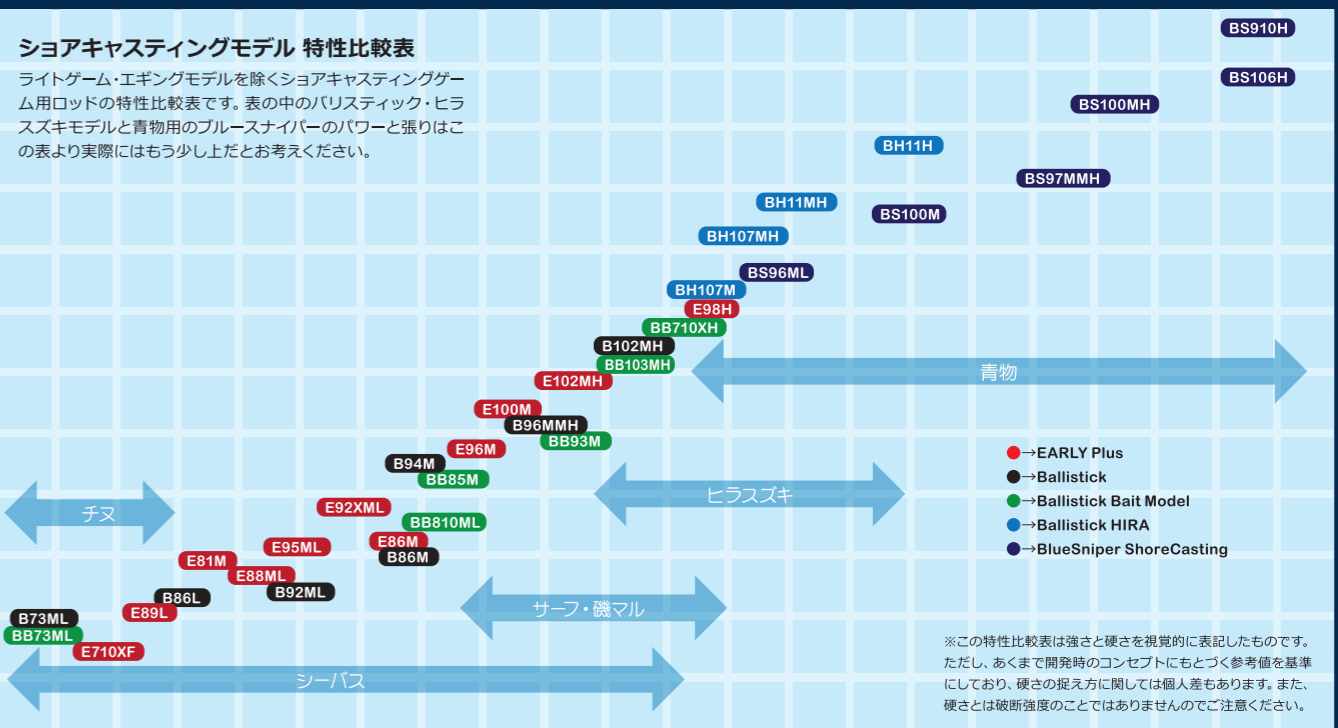 ショアキャスティングモデル 特性比較表
ライトゲーム・エギングモデルを除くショアキャスティングゲー
ム用ロッドの特性比較表です。表の中のバリスティック・ヒラ
スズキモデルと青物用のブルースナイパーのパワーと張りはこ
の表より実際にはもう少し上だとお考えください。
BS910H
BS106H
BS100MH
BH11H
BS97MMH
BH11MH
BS100M
BH107MH
BS96ML
BH107M
E98H
BB710XH
B102MH
BB103MH
青物
E102MH
E100M
B96MMH
BB93M
E96M
B94M
BB85M
ヒラスズキ
チヌ
E92XML
BB810ML
E86M
B86M
E95ML
E81M
E88ML
B92ML
B86L
E89L
サーフ・磯マル
B73ML
BB73ML
E710XF
シーバス
→EARLY Plus
→Ballistick
→Ballistick Bait Model
→Ballistick HIRA
→BlueSniper ShoreCasting
※この特性比較表は強さと硬さを視覚的に表記したものです。
ただし、あくまで開発時のコンセプトにもとづく参考値を基準
にしており、硬さの捉え方に関しては個人差もあります。また、
硬さとは破断強度のことではありませんのでご注意ください。